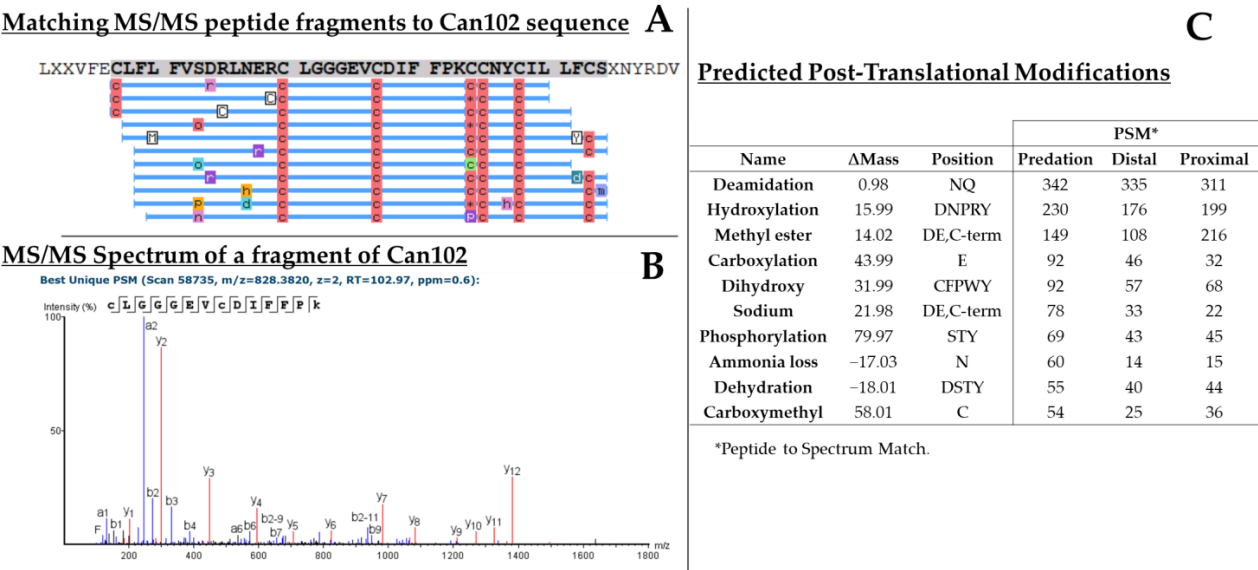 Matching MS/MS peptide fragments to Can102 sequence A
LXXVFECLFL FVSDRLNERC LGGGEVCDIF FPKCCNYCIL LFCSXNYRDV
c r c c c c c
c C c c * c c
c C c c * c c
o c c * c c
M c c c c c Y c
r c c c c c c
o c c c c c
r c c c c c d c
h c c c c c c m
p d c c * c h c
n c c p c c
MS/MS Spectrum of a fragment of Can102
B
Best Unique PSM (Scan 58735, m/z=828.3820, z=2, RT=102.97, ppm=0.6):
Intensity (%) c L G G G E V c D I F F P k
100
50
a2
y2
y3
y12
b2
b3
a1
y1
F
b1
b4
a6
b6
y4
b2-9
b7
y5
y6
b2-11
b9
y7
y8
y9
y10
y11
200 400 600 800 1000 1200 1400 1600 1800
m/z
C
Predicted Post-Translational Modifications
PSM*
Name ΔMass Position Predation Distal Proximal
Deamidation 0.98 NQ 342 335 311
Hydroxylation 15.99 DNPRY 230 176 199
Methyl ester 14.02 DE,C-term 149 108 216
Carboxylation 43.99 E 92 46 32
Dihydroxy 31.99 CFPWY 92 57 68
Sodium 21.98 DE,C-term 78 33 22
Phosphorylation 79.97 STY 69 43 45
Ammonia loss −17.03 N 60 14 15
Dehydration −18.01 DSTY 55 40 44
Carboxymethyl 58.01 C 54 25 36
*Peptide to Spectrum Match.